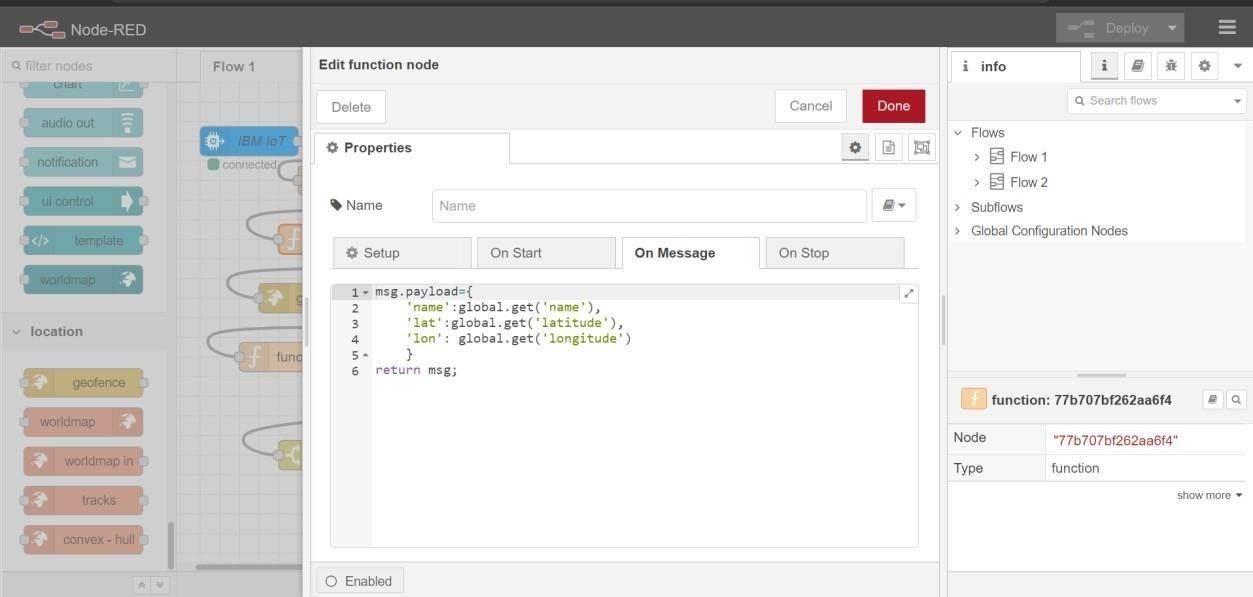 Node-RED
Deploy
filter nodes
chart
audio out
notification
ui control
template
worldmap
location
geofence
worldmap
worldmap in
tracks
convex - hull
Flow 1
IBM IoT
connected
func
Edit function node
Delete
Cancel
Done
Properties
Name
Name
Setup
On Start
On Message
On Stop
1 msg.payload={
2 'name':global.get('name'),
3 'lat':global.get('latitude'),
4 'lon': global.get('longitude')
5 }
6 return msg;
Enabled
info
Search flows
Flows
Flow 1
Flow 2
Subflows
Global Configuration Nodes
function: 77b707bf262aa6f4
Node "77b707bf262aa6f4"
Type function
show more